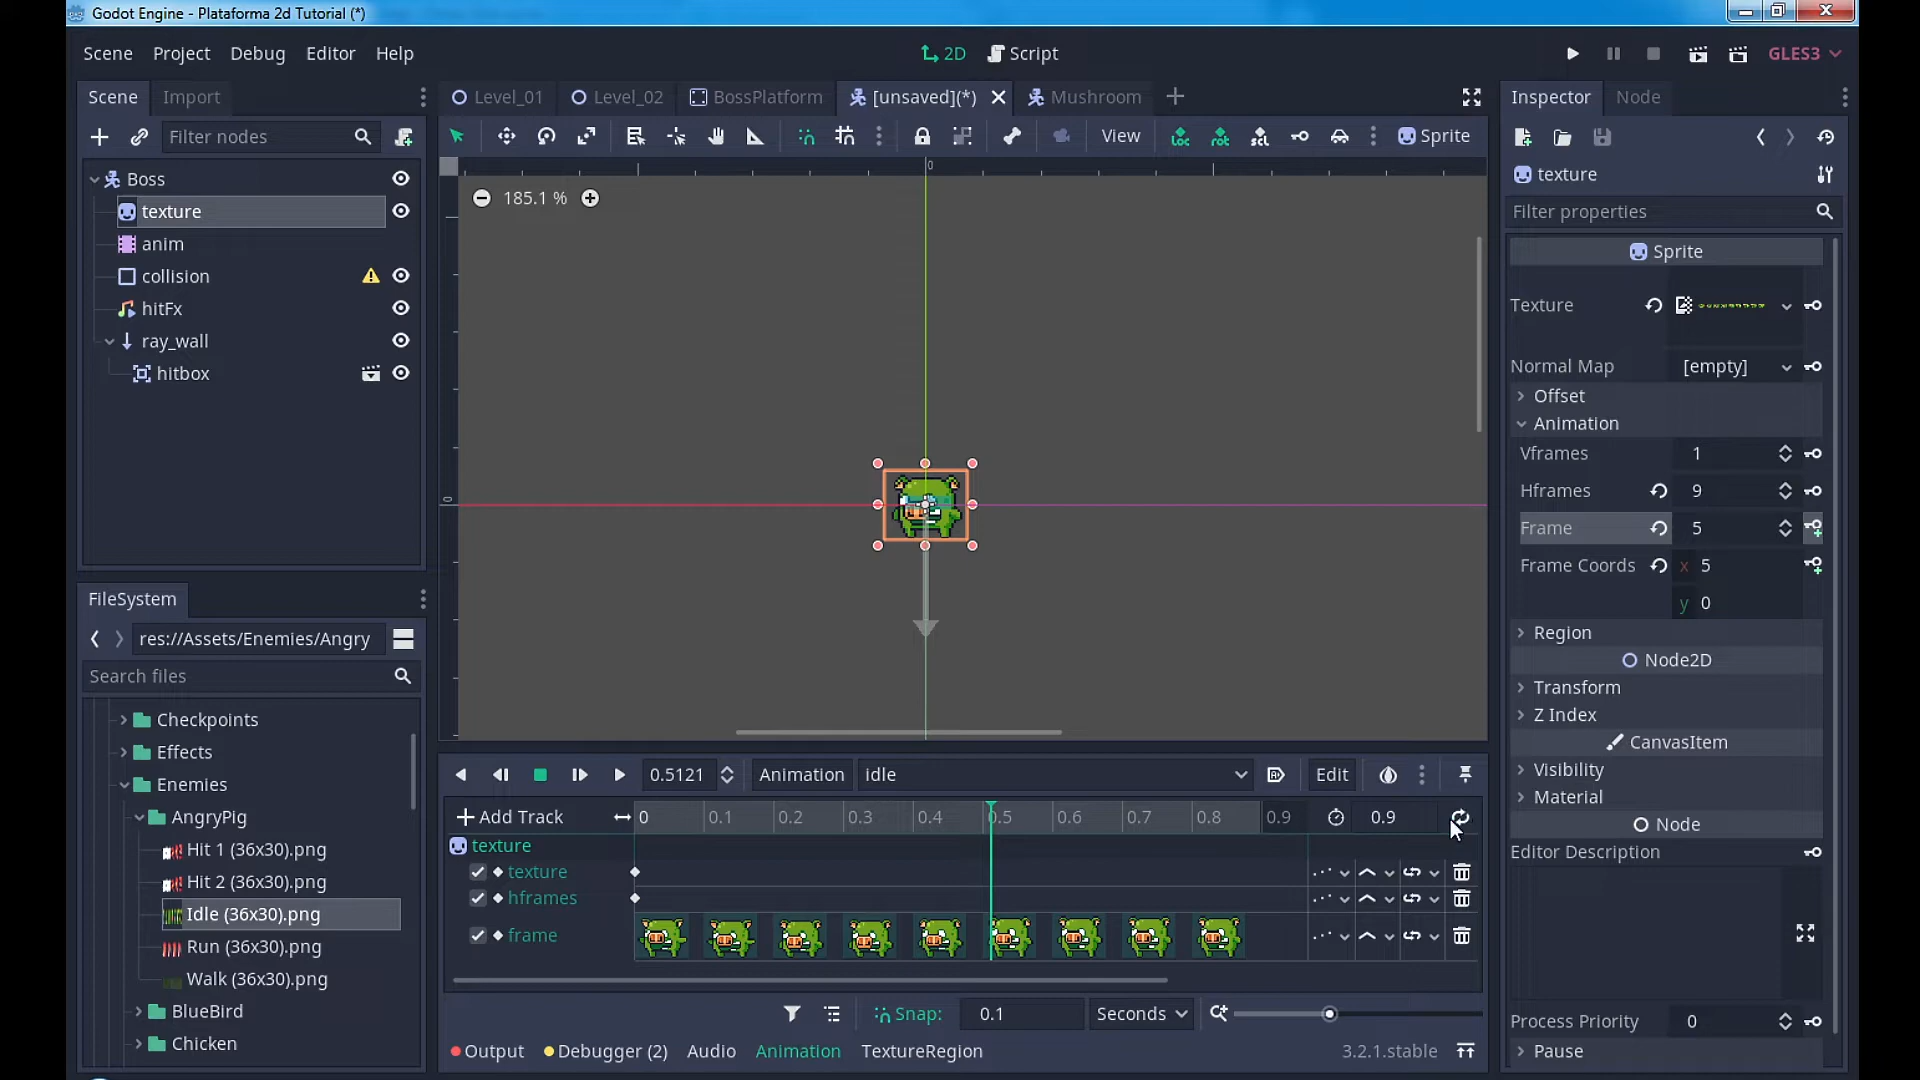 Godot Engine - Plataforma 2d Tutorial (*)
Scene Project Debug Editor Help
2D Script
GLES3
Scene Import
Level_01 Level_02 BossPlatform [unsaved](*) Mushroom
Inspector Node
Filter nodes
View
Sprite
texture
Filter properties
Boss
texture
anim
collision
hitFx
ray_wall
hitbox
0
185.1 %
0
Sprite
Texture
Normal Map [empty]
Offset
Animation
Vframes 1
Hframes 9
Frame 5
Frame Coords x 5
y 0
Region
Node2D
Transform
Z Index
CanvasItem
Visibility
Material
Node
Editor Description
Process Priority 0
Pause
FileSystem
res://Assets/Enemies/Angry
Search files
Checkpoints
Effects
Enemies
AngryPig
Hit 1 (36x30).png
Hit 2 (36x30).png
Idle (36x30).png
Run (36x30).png
Walk (36x30).png
BlueBird
Chicken
0.5121 Animation idle Edit
Add Track 0 0.1 0.2 0.3 0.4 0.5 0.6 0.7 0.8 0.9 0.9
texture
texture
hframes
frame
Snap: 0.1 Seconds
Output Debugger (2) Audio Animation TextureRegion 3.2.1.stable